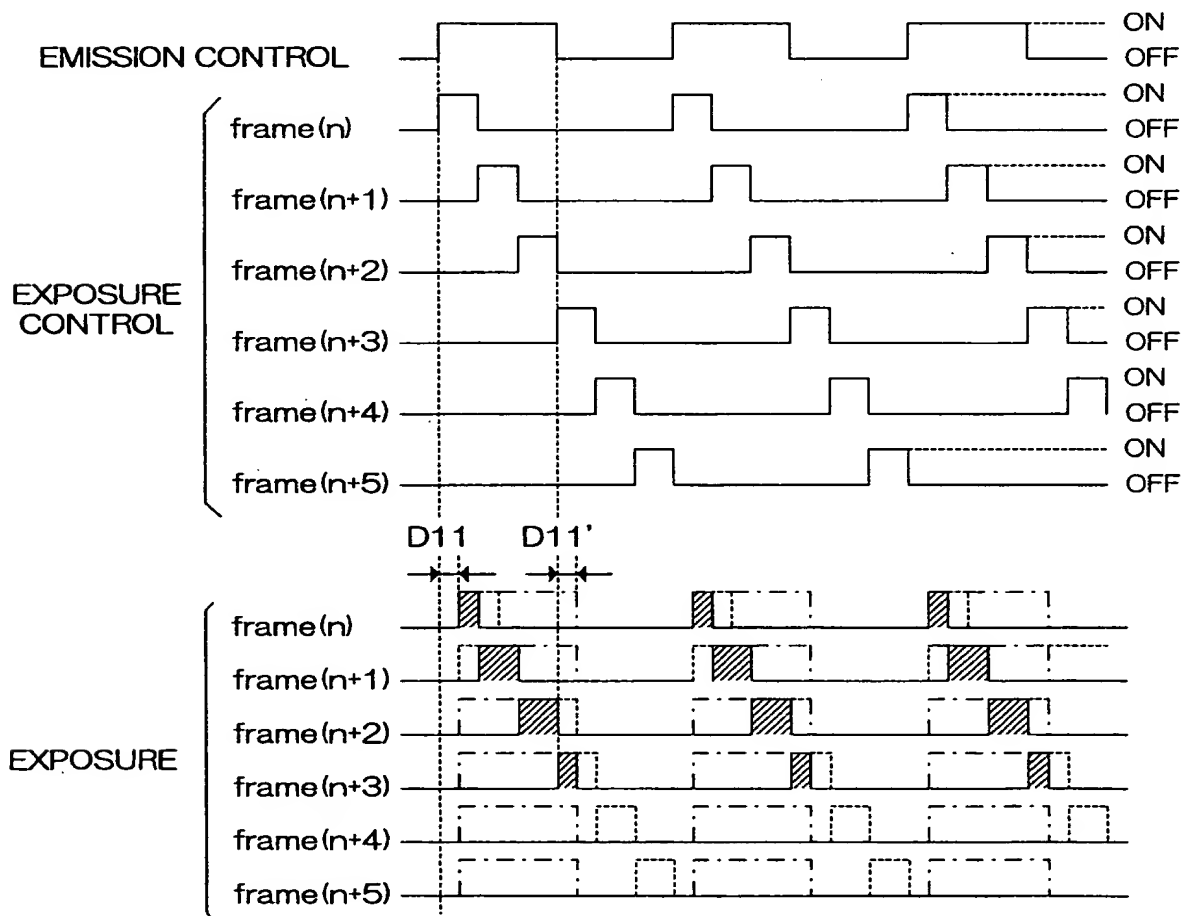 EMISSION CONTROL
ON
OFF
EXPOSURE CONTROL
frame(n)
ON
OFF
frame(n+1)
ON
OFF
frame(n+2)
ON
OFF
frame(n+3)
ON
OFF
frame(n+4)
ON
OFF
frame(n+5)
ON
OFF
D11
D11'
EXPOSURE
frame(n)
frame(n+1)
frame(n+2)
frame(n+3)
frame(n+4)
frame(n+5)